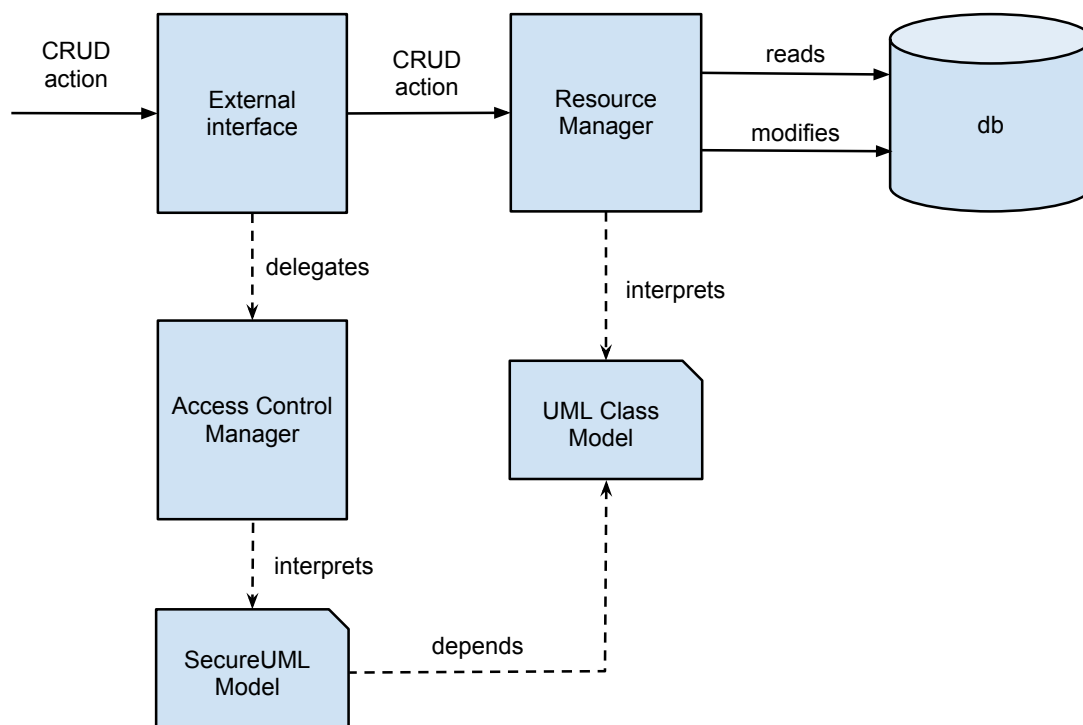 CRUD
action
External
interface
CRUD
action
Resource
Manager
reads
modifies
db
delegates
interprets
Access Control
Manager
UML Class
Model
interprets
SecureUML
Model
depends